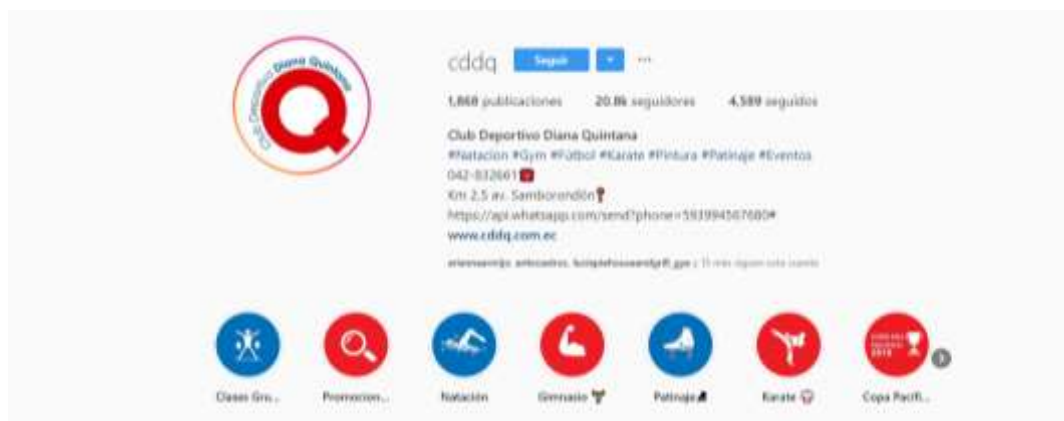 Club Deportivo Diana Quintana
cddq Seguir ...
1,868 publicaciones 20.8k seguidores 4,589 seguidos
Club Deportivo Diana Quintana
#Natacion #Gym #Fútbol #Karate #Pintura #Patinaje #Eventos
042-832661
Km 2.5 av. Samborondón
https://api.whatsapp.com/send?phone=593994567680#
www.cddq.com.ec
Clases Gru... Promocion... Natación Gimnasio Patinaje Karate Copa Pacífi...